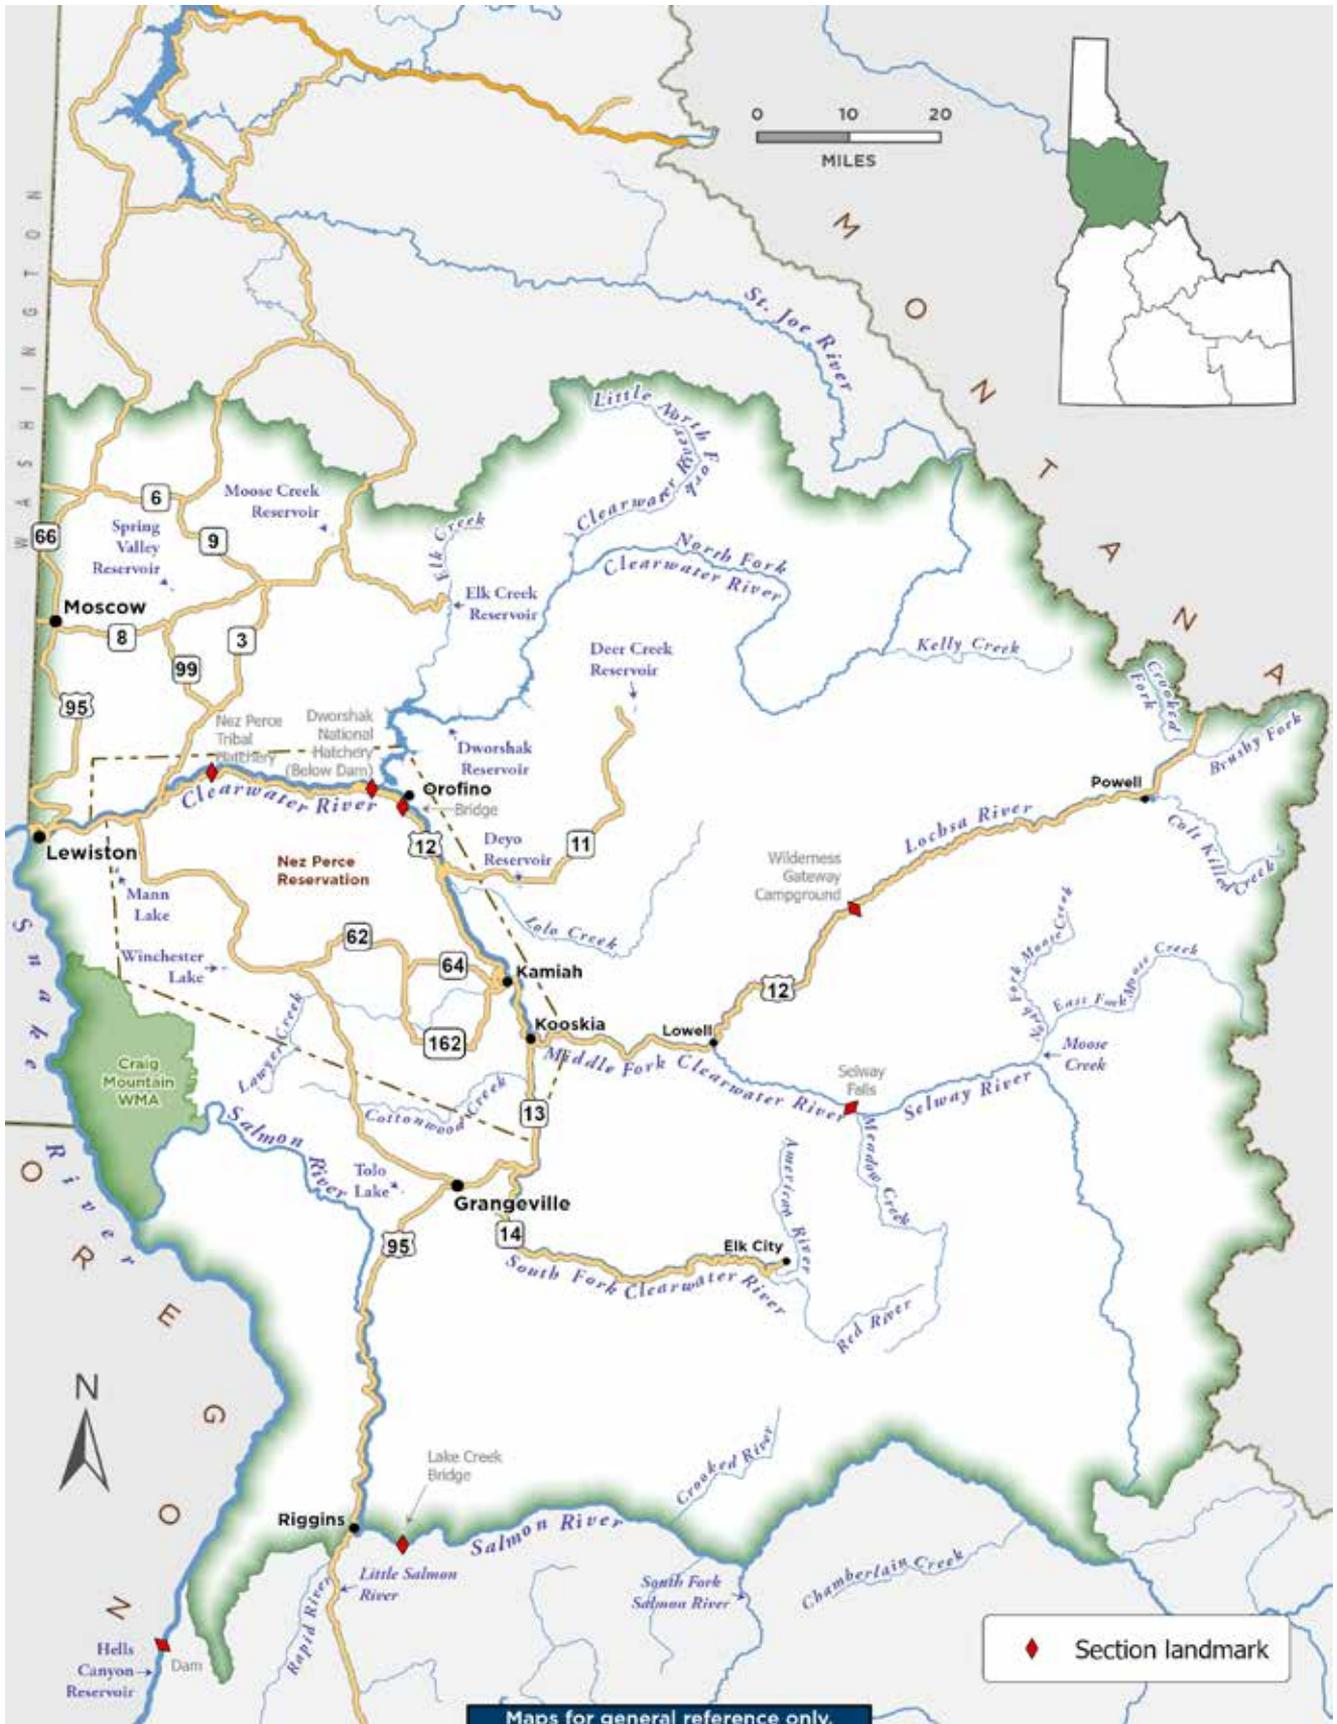 0 10 20
MILES
WASHINGTON
MONTANA
OREGON
St. Joe River
Little North Fork
Clearwater River
North Fork
Clearwater River
Elk Creek
Moose Creek
Reservoir
Spring
Valley
Reservoir
6
66
9
Moscow
8
3
99
95
Elk Creek
Reservoir
Deer Creek
Reservoir
Kelly Creek
Crooked
Fork
Brushy Fork
Nez Perce
Tribal
Hatchery
Dworshak
National
Hatchery
(Below Dam)
Dworshak
Reservoir
Orofino
Bridge
Clearwater River
Powell
Lochsa River
Colt Killed
Creek
Lewiston
12
Deyo
Reservoir
11
Nez Perce
Reservation
Wilderness
Gateway
Campground
Mann
Lake
Lolo Creek
Winchester
Lake
62
64
Kamiah
162
Kooskia
Lowell
12
North Fork Moose Creek
East Fork Moose Creek
Moose
Creek
Snake River
Craig
Mountain
WMA
Lawyer Creek
Cottonwood Creek
Middle Fork Clearwater River
Selway
Falls
Selway River
13
Salmon River
Tolo
Lake
Grangeville
American River
Meadow Creek
14
95
Elk City
South Fork Clearwater River
Red River
N
Lake Creek
Bridge
Crooked River
Riggins
Salmon River
Little Salmon
River
Rapid River
South Fork
Salmon River
Chamberlain Creek
Hells
Canyon
Reservoir
Dam
Section landmark
Maps for general reference only.